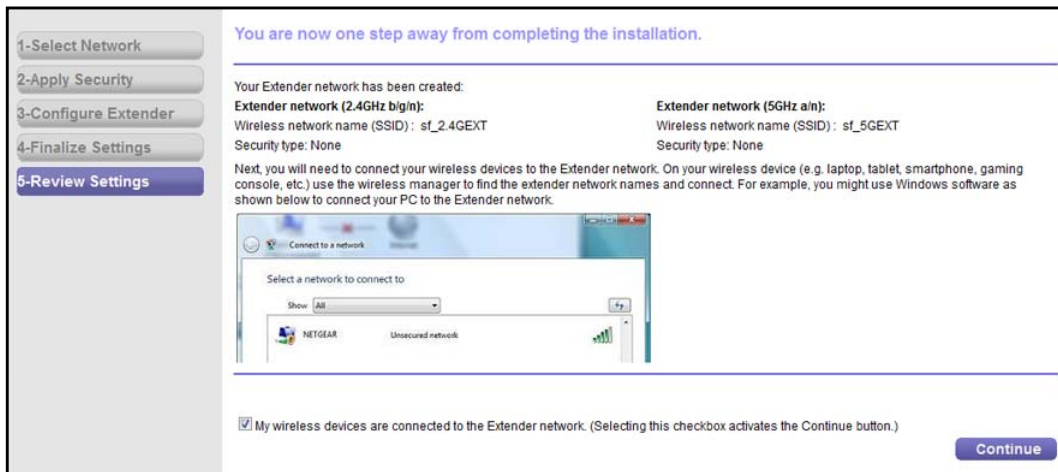 1-Select Network
2-Apply Security
3-Configure Extender
4-Finalize Settings
5-Review Settings
You are now one step away from completing the installation.
Your Extender network has been created:
Extender network (2.4GHz b/g/n):
Wireless network name (SSID) : sf_2.4GEXT
Security type: None
Extender network (5GHz a/n):
Wireless network name (SSID) : sf_5GEXT
Security type: None
Next, you will need to connect your wireless devices to the Extender network. On your wireless device (e.g. laptop, tablet, smartphone, gaming
console, etc.) use the wireless manager to find the extender network names and connect. For example, you might use Windows software as
shown below to connect your PC to the Extender network.
Connect to a network
Select a network to connect to
Show All
NETGEAR Unsecured network
My wireless devices are connected to the Extender network. (Selecting this checkbox activates the Continue button.)
Continue